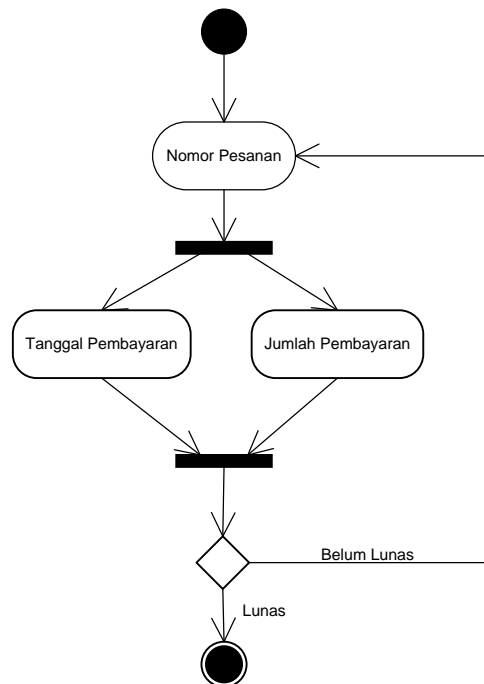 Nomor Pesanan
Tanggal Pembayaran
Jumlah Pembayaran
Belum Lunas
Lunas